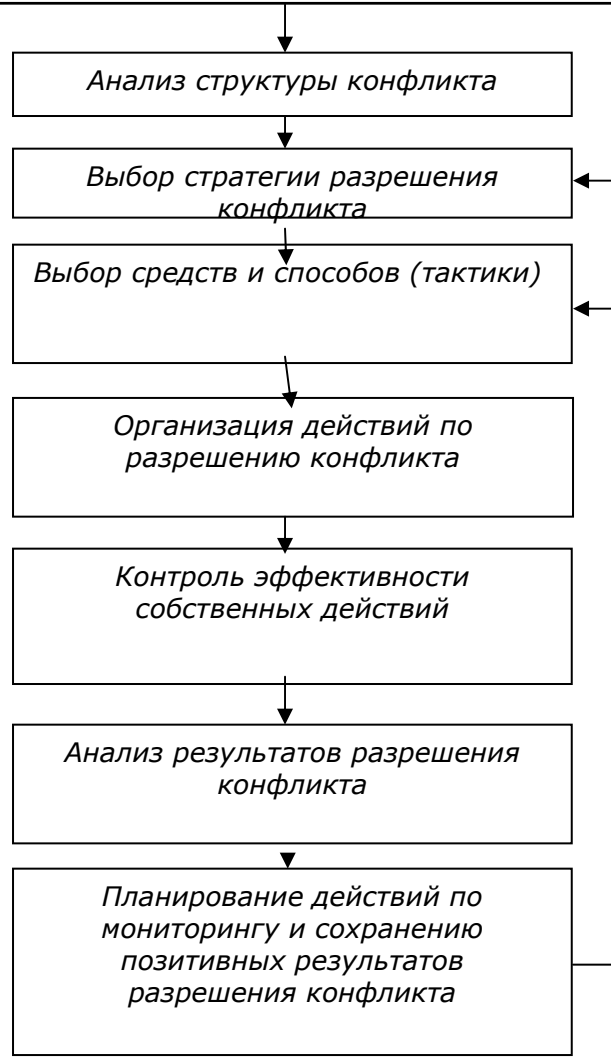 Анализ структуры конфликта
Выбор стратегии разрешения
конфликта
Выбор средств и способов (тактики)
Организация действий по
разрешению конфликта
Контроль эффективности
собственных действий
Анализ результатов разрешения
конфликта
Планирование действий по
мониторингу и сохранению
позитивных результатов
разрешения конфликта